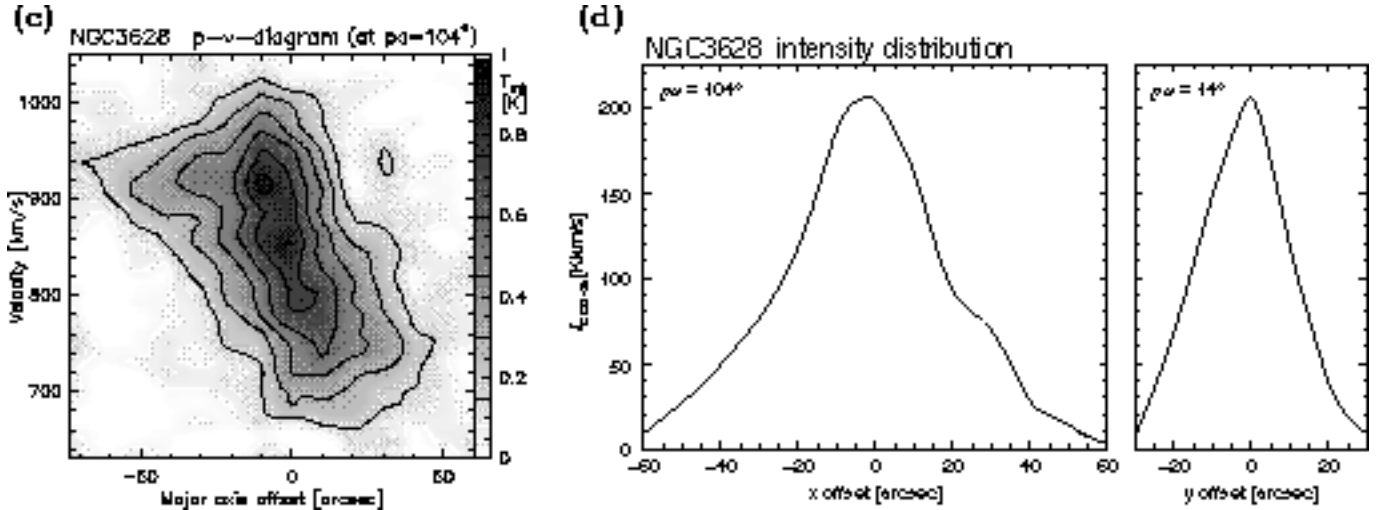 (c)
NGC3628 p-v-diagram (at pa=104°)
1000
900
800
700
Velocity [km/s]
-50
0
50
Major axis offset [arcsec]
1
[K]
0.8
0.6
0.4
0.2
0
(d)
NGC3628 intensity distribution
pa = 104°
200
150
100
50
0
[Kkm/s]
-60
-40
-20
0
20
40
60
x offset [arcsec]
pa = 14°
-20
0
20
y offset [arcsec]